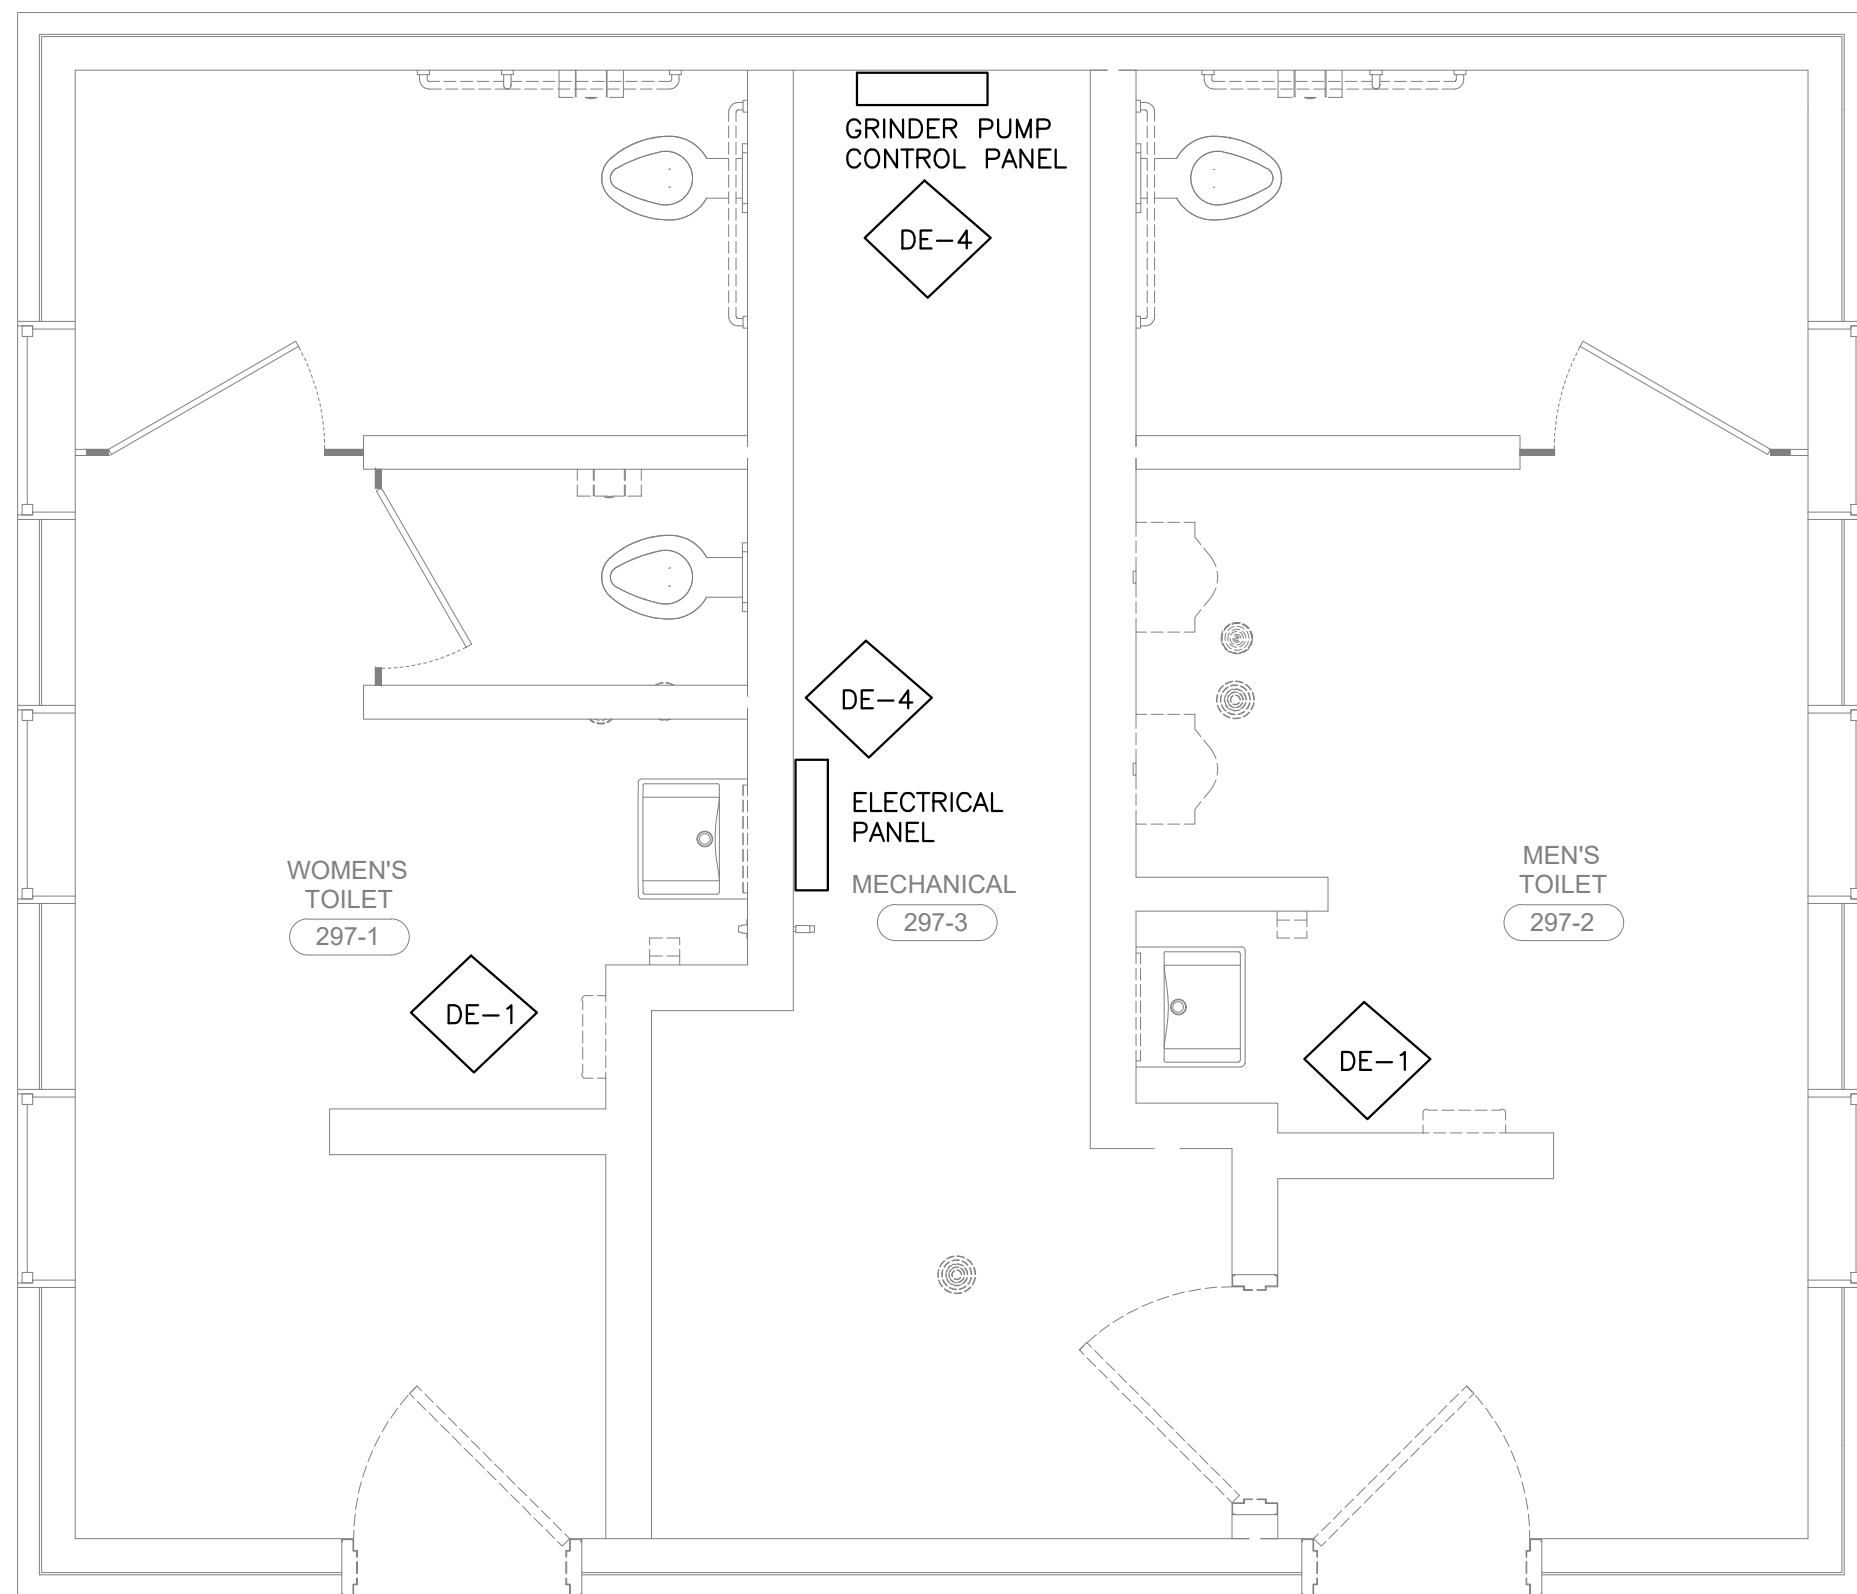 GRINDER PUMP
CONTROL PANEL
DE-4
DE-4
ELECTRICAL
PANEL
WOMEN'S
TOILET
297-1
MECHANICAL
297-3
MEN'S
TOILET
297-2
DE-1
DE-1